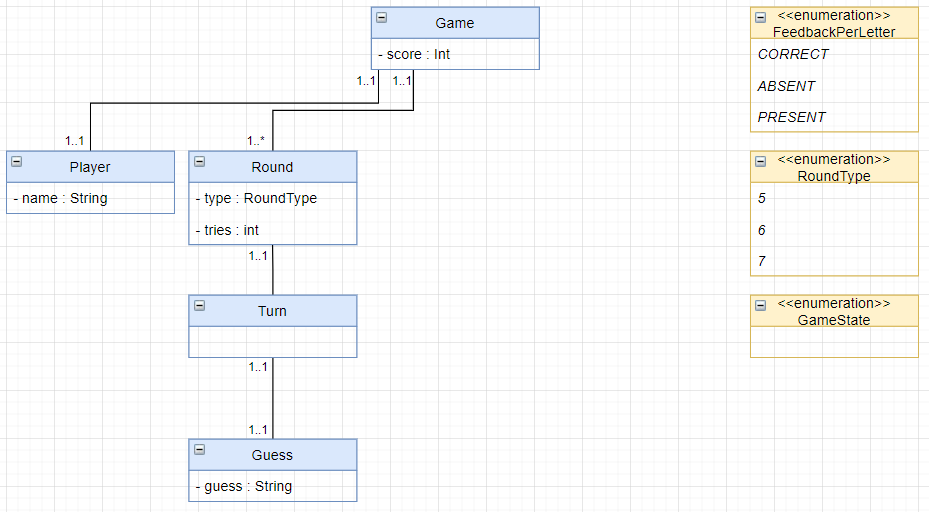 Game
- score : Int
1..1
1..1
1..1
1..*
Player
- name : String
Round
- type : RoundType
- tries : int
1..1
Turn
1..1
1..1
Guess
- guess : String
<<enumeration>>
FeedbackPerLetter
CORRECT
ABSENT
PRESENT
<<enumeration>>
RoundType
5
6
7
<<enumeration>>
GameState